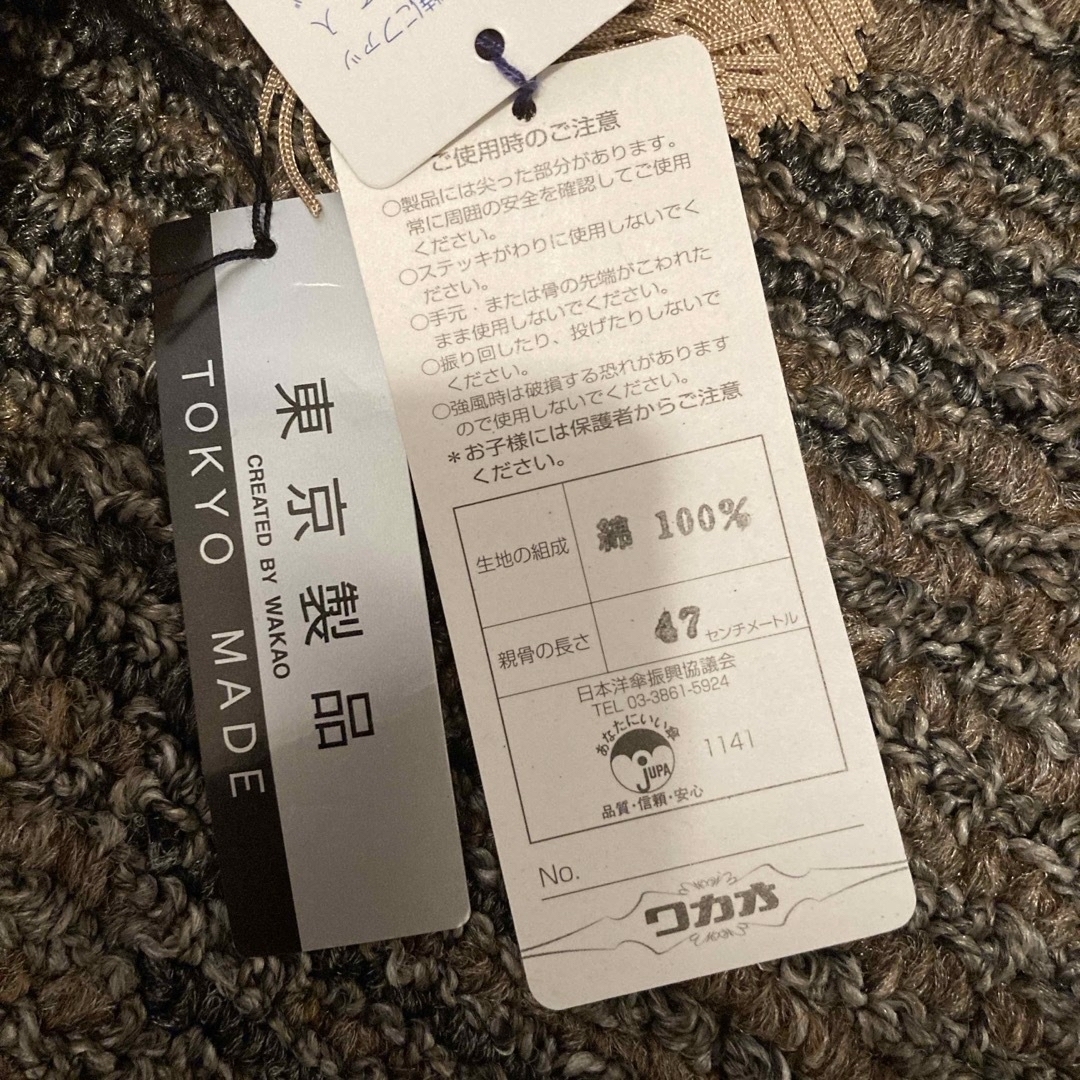 にファッ
ご使用時のご注意
○製品には尖った部分があります。
常に周囲の安全を確認してご使用
ください。
○ステッキがわりに使用しないでく
ださい。
○手元・または骨の先端がこわれた
まま使用しないでください。
○振り回したり、投げたりしないで
ください。
○強風時は破損する恐れがあります
ので使用しないでください。
＊お子様には保護者からご注意
ください。
生地の組成 綿 100%
親骨の長さ 47 センチメートル
日本洋傘振興協議会
TEL 03-3861-5924
あなたにいい傘
JUPA
1141
品質・信頼・安心
No.
ワカオ
東京製品
CREATED BY WAKAO
TOKYO MADE